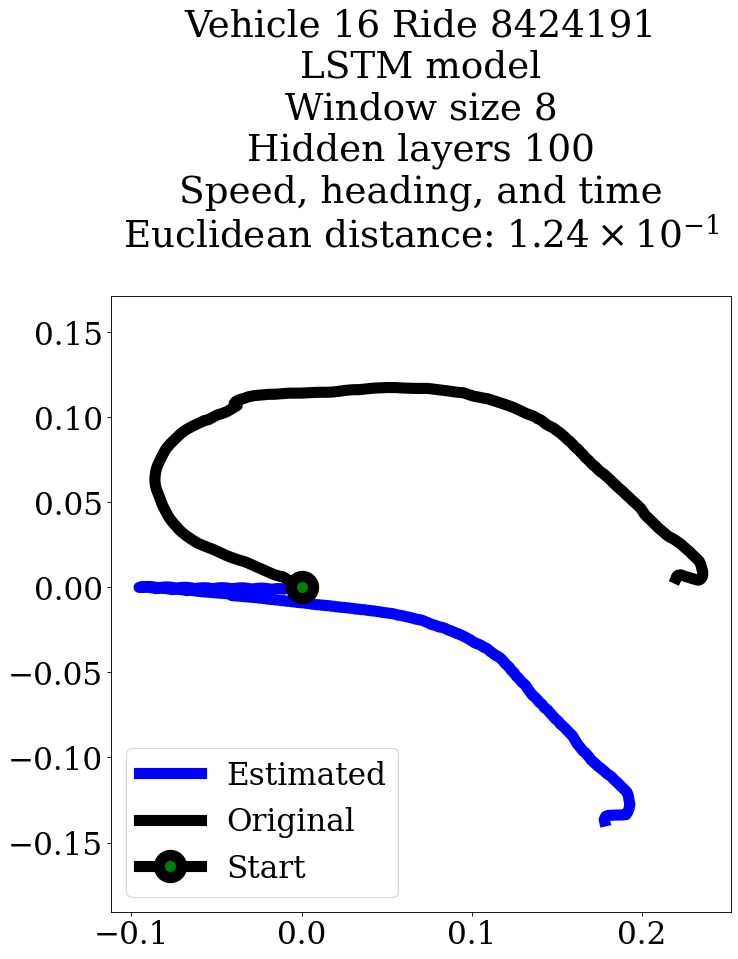 Vehicle 16 Ride 8424191
LSTM model
Window size 8
Hidden layers 100
Speed, heading, and time
Euclidean distance: 1.24 × 10⁻¹
0.15
0.10
0.05
0.00
−0.05
−0.10
−0.15
Estimated
Original
Start
−0.1
0.0
0.1
0.2